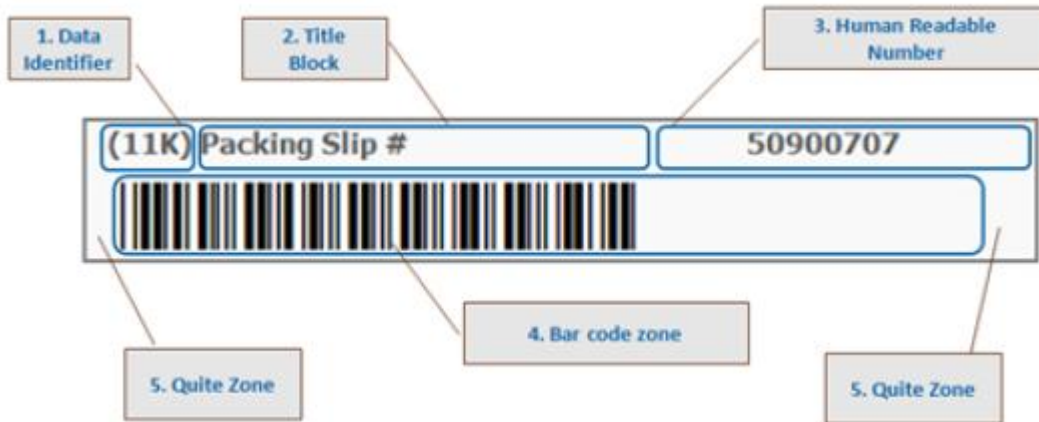 1. Data
Identifier
2. Title
Block
3. Human Readable
Number
(11K) Packing Slip # 50900707
4. Bar code zone
5. Quite Zone
5. Quite Zone